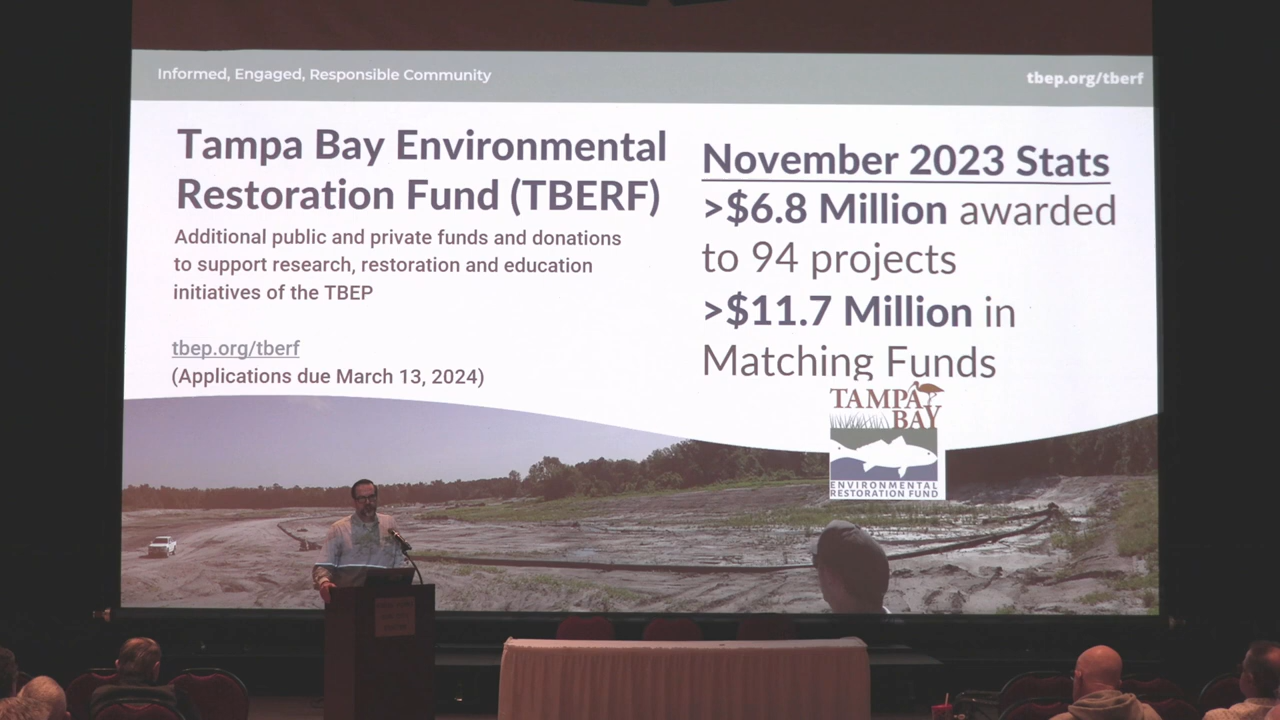 Informed, Engaged, Responsible Community
tbep.org/tberf
Tampa Bay Environmental
Restoration Fund (TBERF)
Additional public and private funds and donations
to support research, restoration and education
initiatives of the TBEP
tbep.org/tberf
(Applications due March 13, 2024)
November 2023 Stats
>$6.8 Million awarded
to 94 projects
>$11.7 Million in
Matching Funds
TAMPA
BAY
ENVIRONMENTAL
RESTORATION FUND